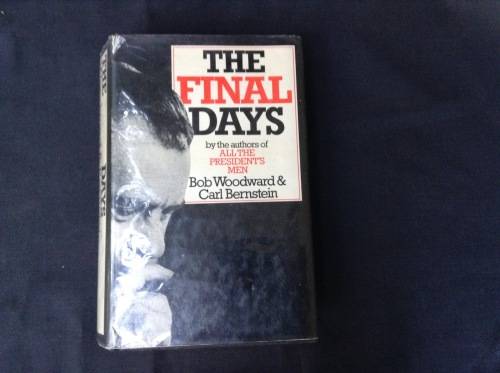 THE
FINAL
DAYS
by the authors of
ALL THE
PRESIDENT'S
MEN
Bob Woodward &
Carl Bernstein
THE
DAYS